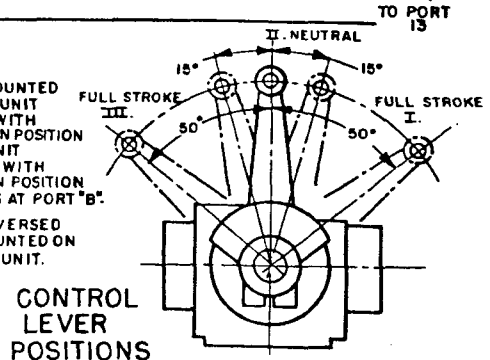 TO PORT
13
II. NEUTRAL
15° 15°
FULL STROKE
III.
FULL STROKE
I.
50° 50°
OUNTED
UNIT
WITH
N POSITION
NIT
WITH
N POSITION
AT PORT "B".
VERSED
UNTED ON
UNIT.
CONTROL
LEVER
POSITIONS